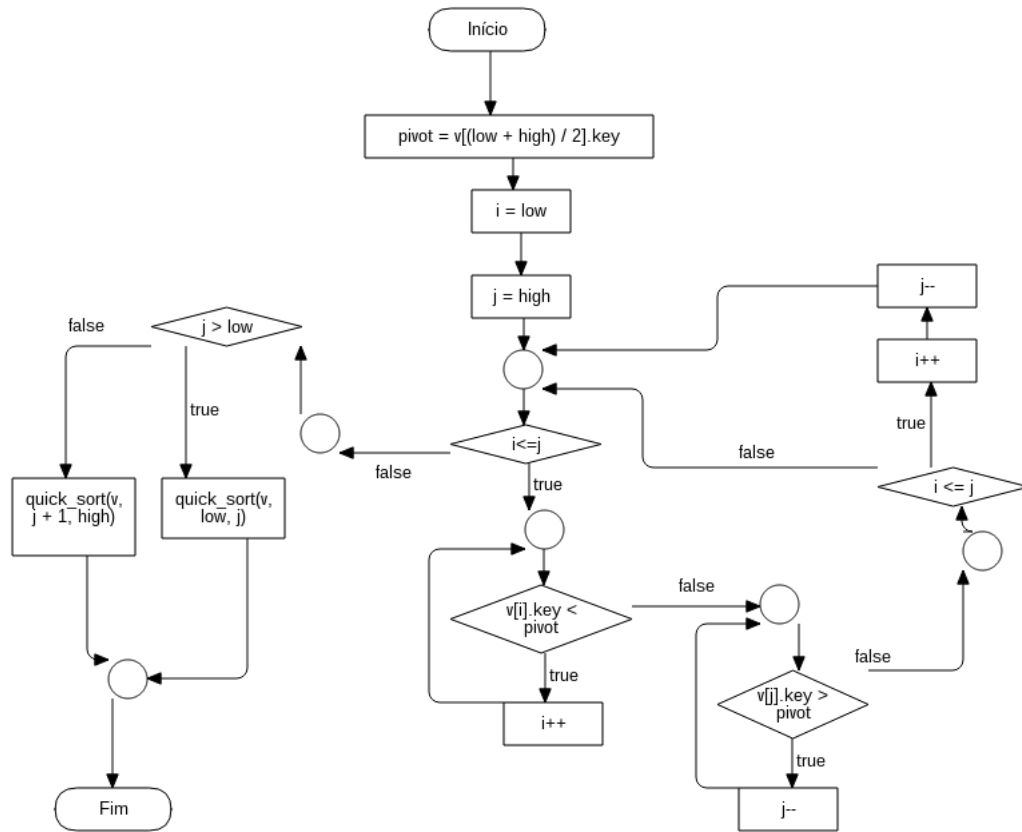 Início
pivot = v[(low + high) / 2].key
i = low
j = high
j--
i++
true
i <= j
false
i<=j
false
true
j > low
false
true
quick_sort(v,
j + 1, high)
quick_sort(v,
low, j)
v[i].key <
pivot
false
true
i++
v[j].key >
pivot
false
true
j--
Fim